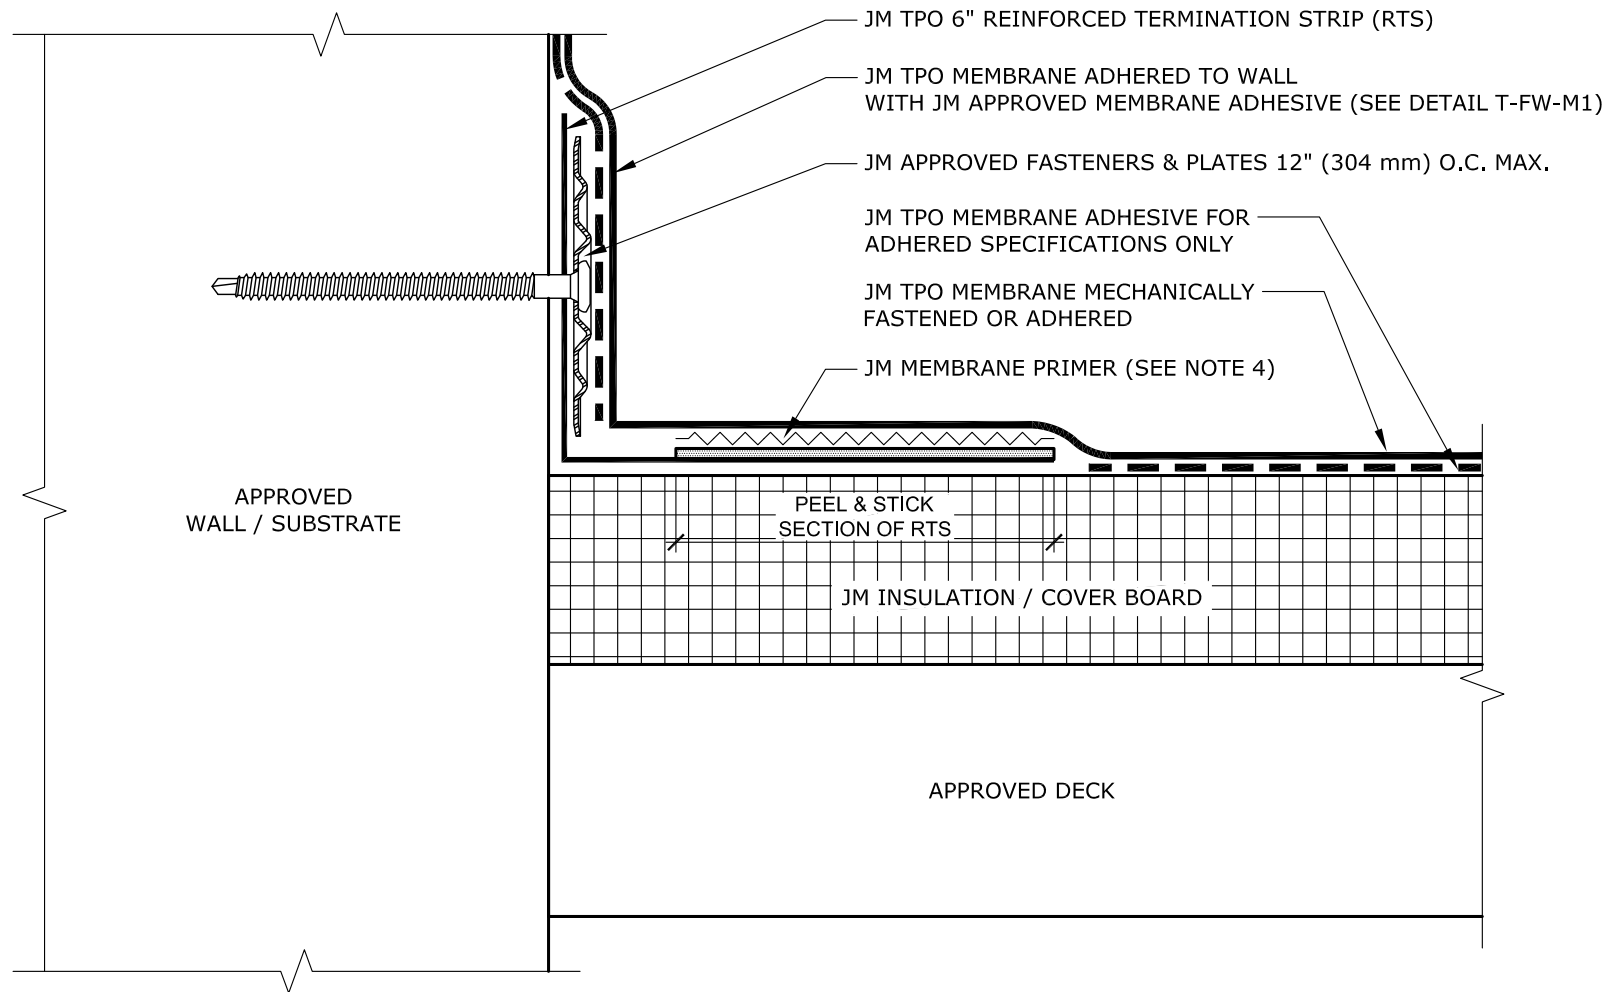 JM TPO 6" REINFORCED TERMINATION STRIP (RTS)
JM TPO MEMBRANE ADHERED TO WALL
WITH JM APPROVED MEMBRANE ADHESIVE (SEE DETAIL T-FW-M1)
JM APPROVED FASTENERS & PLATES 12" (304 mm) O.C. MAX.
JM TPO MEMBRANE ADHESIVE FOR
ADHERED SPECIFICATIONS ONLY
JM TPO MEMBRANE MECHANICALLY
FASTENED OR ADHERED
JM MEMBRANE PRIMER (SEE NOTE 4)
APPROVED
WALL / SUBSTRATE
PEEL & STICK
SECTION OF RTS
JM INSULATION / COVER BOARD
APPROVED DECK